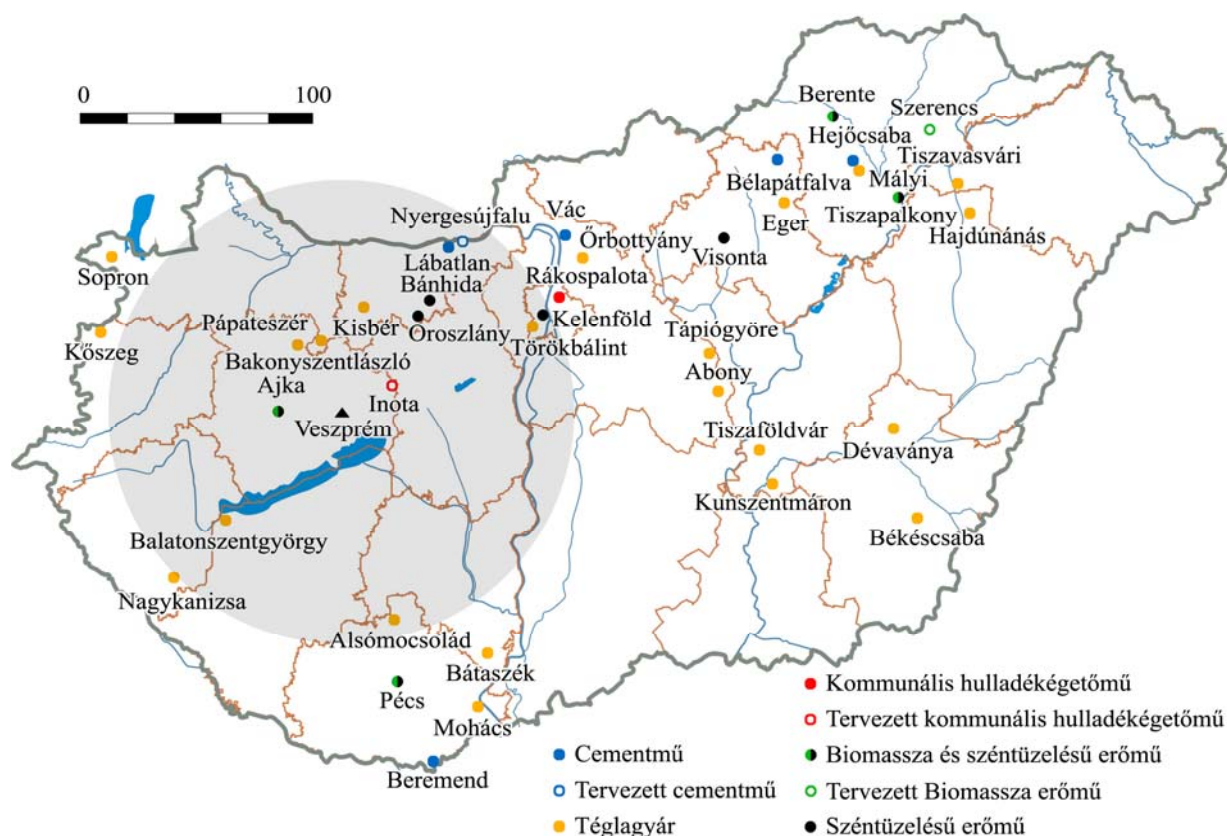 0 100
Berente
Szerencs
Hejőcsaba
Tiszavasvári
Bélapátfalva
Mályi
Vác
Nyergesújfalu
Eger
Tiszapalkony
Őrbottyány
Hajdúnánás
Lábatlan
Visonta
Sopron
Bánhida
Rákospalota
Kisbér
Oroszlány
Kelenföld
Pápateszér
Tápiógyöre
Kőszeg
Törökbálint
Bakonyszentlászló
Abony
Ajka
Inota
Veszprém
Tiszaföldvár
Dévaványa
Kunszentmáron
Balatonszentgyörgy
Békéscsaba
Nagykanizsa
Alsómocsolád
Bátaszék
Pécs
Mohács
Beremend
Cementmű
Tervezett cementmű
Téglagyár
Kommunális hulladékégetőmű
Tervezett kommunális hulladékégetőmű
Biomassza és széntüzelésű erőmű
Tervezett Biomassza erőmű
Széntüzelésű erőmű